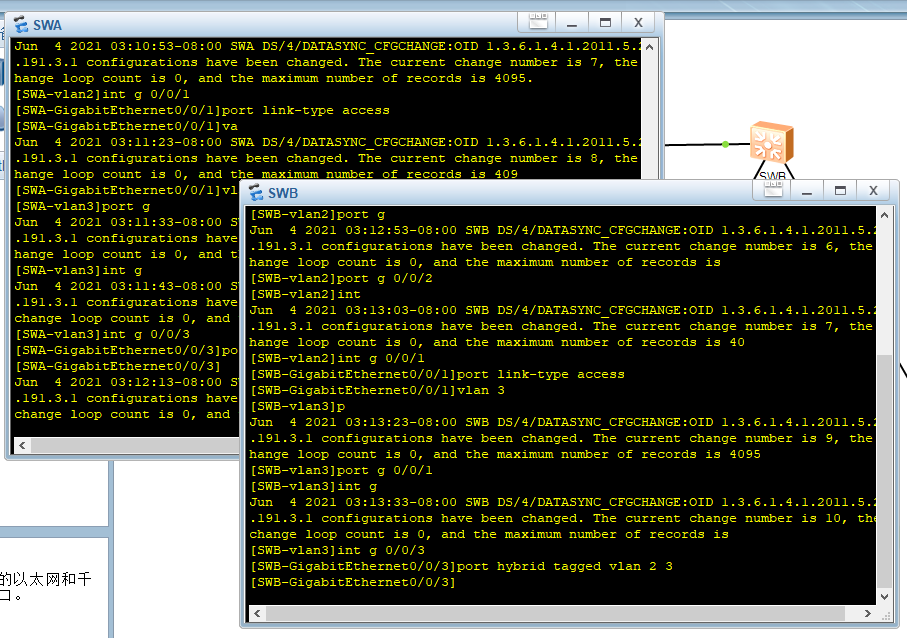 SWA
Jun  4 2021 03:10:53-08:00 SWA DS/4/DATASYNC_CFGCHANGE:OID 1.3.6.1.4.1.2011.5.2
.191.3.1 configurations have been changed. The current change number is 7, the
hange loop count is 0, and the maximum number of records is 4095.
[SWA-vlan2]int g 0/0/1
[SWA-GigabitEthernet0/0/1]port link-type access
[SWA-GigabitEthernet0/0/1]va
Jun  4 2021 03:11:23-08:00 SWA DS/4/DATASYNC_CFGCHANGE:OID 1.3.6.1.4.1.2011.5.2
.191.3.1 configurations have been changed. The current change number is 8, the
hange loop count is 0, and the maximum number of records is 409
[SWA-GigabitEthernet0/0/1]vl
[SWA-vlan3]port g
Jun  4 2021 03:11:33-08:00 S
.191.3.1 configurations have
hange loop count is 0, and t
[SWA-vlan3]int g
Jun  4 2021 03:11:43-08:00 S
.191.3.1 configurations have
change loop count is 0, and
[SWA-vlan3]int g 0/0/3
[SWA-GigabitEthernet0/0/3]po
[SWA-GigabitEthernet0/0/3]
Jun  4 2021 03:12:13-08:00 S
.191.3.1 configurations have
change loop count is 0, and
SWB
SWB
[SWB-vlan2]port g
Jun  4 2021 03:12:53-08:00 SWB DS/4/DATASYNC_CFGCHANGE:OID 1.3.6.1.4.1.2011.5.2
.191.3.1 configurations have been changed. The current change number is 6, the
hange loop count is 0, and the maximum number of records is
[SWB-vlan2]port g 0/0/2
[SWB-vlan2]int
Jun  4 2021 03:13:03-08:00 SWB DS/4/DATASYNC_CFGCHANGE:OID 1.3.6.1.4.1.2011.5.2
.191.3.1 configurations have been changed. The current change number is 7, the
hange loop count is 0, and the maximum number of records is 40
[SWB-vlan2]int g 0/0/1
[SWB-GigabitEthernet0/0/1]port link-type access
[SWB-GigabitEthernet0/0/1]vlan 3
[SWB-vlan3]p
Jun  4 2021 03:13:23-08:00 SWB DS/4/DATASYNC_CFGCHANGE:OID 1.3.6.1.4.1.2011.5.2
.191.3.1 configurations have been changed. The current change number is 9, the
hange loop count is 0, and the maximum number of records is 4095
[SWB-vlan3]port g 0/0/1
[SWB-vlan3]int g
Jun  4 2021 03:13:33-08:00 SWB DS/4/DATASYNC_CFGCHANGE:OID 1.3.6.1.4.1.2011.5.2
.191.3.1 configurations have been changed. The current change number is 10, the
change loop count is 0, and the maximum number of records is
[SWB-vlan3]int g 0/0/3
[SWB-GigabitEthernet0/0/3]port hybrid tagged vlan 2 3
[SWB-GigabitEthernet0/0/3]
的以太网和千
口。